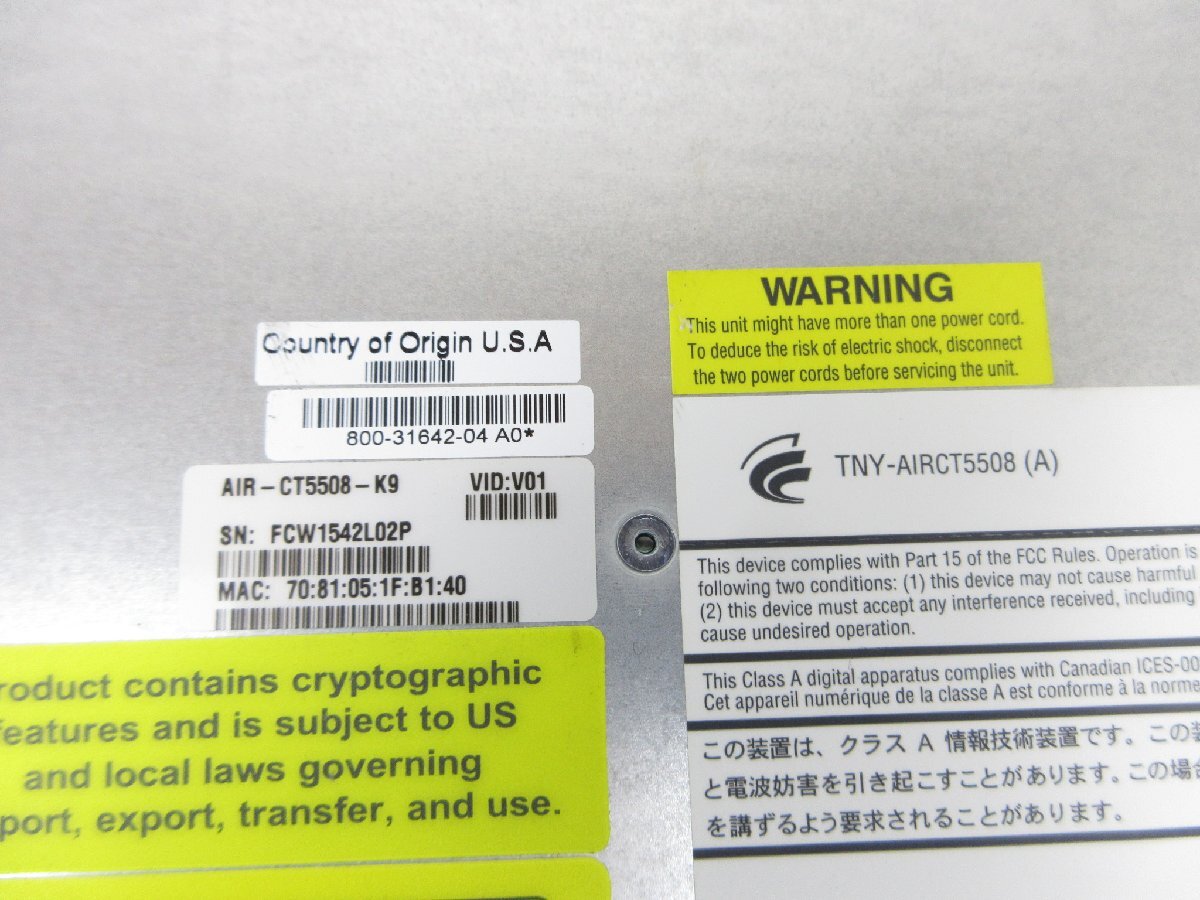 Country of Origin U.S.A
800-31642-04 A0*
AIR-CT5508-K9 VID:V01
SN: FCW1542L02P
MAC: 70:81:05:1F:B1:40
roduct contains cryptographic
features and is subject to US
and local laws governing
port, export, transfer, and use.
WARNING
This unit might have more than one power cord.
To deduce the risk of electric shock, disconnect
the two power cords before servicing the unit.
TNY-AIRCT5508 (A)
This device complies with Part 15 of the FCC Rules. Operation is
following two conditions: (1) this device may not cause harmful
(2) this device must accept any interference received, including
cause undesired operation.
This Class A digital apparatus complies with Canadian ICES-00
Cet appareil numérique de la classe A est conforme à la norme
この装置は、クラス A 情報技術装置です。この装
と電波妨害を引き起こすことがあります。この場合
を講ずるよう要求されることがあります。